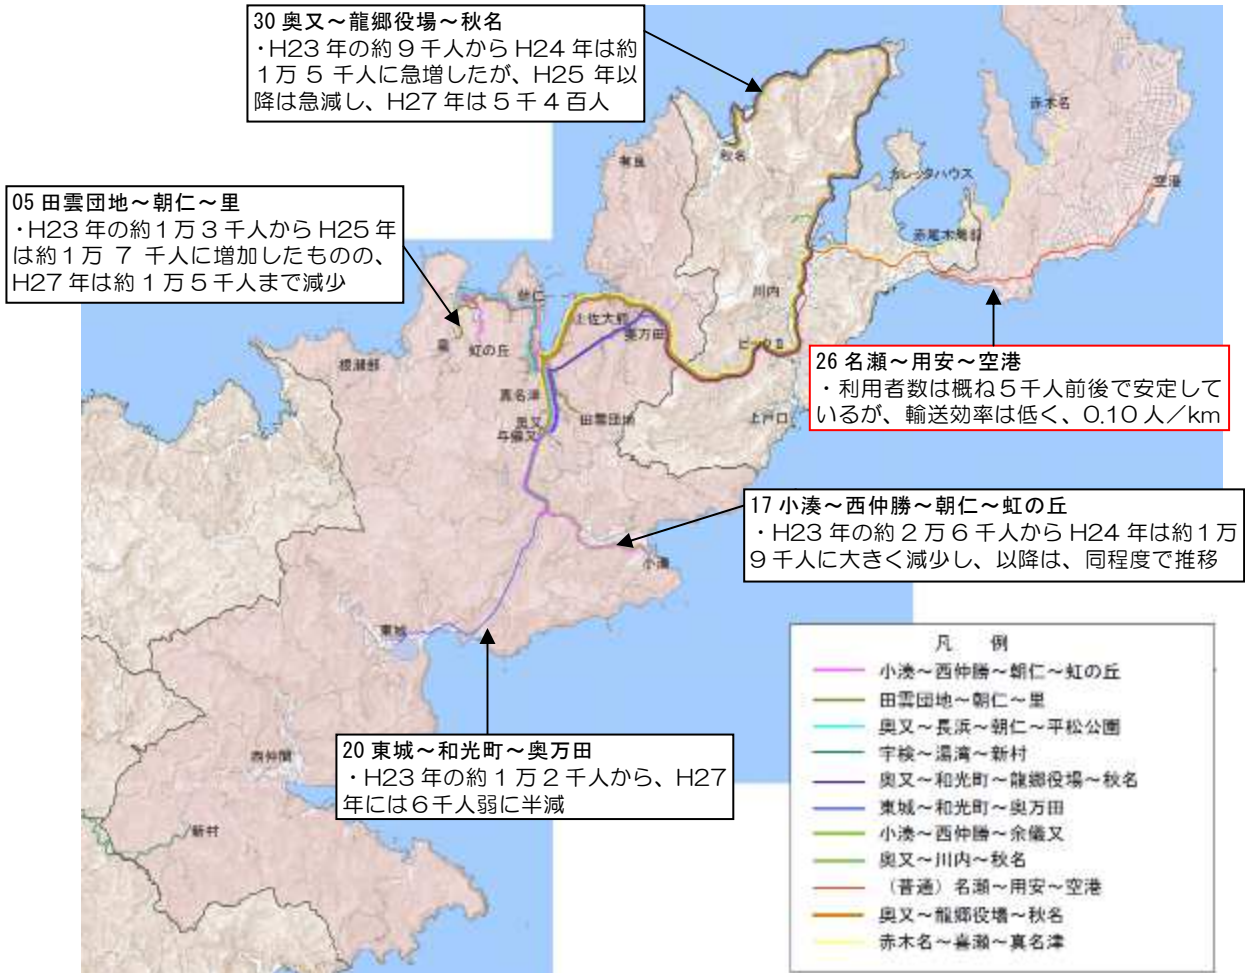 30 奥又～龍郷役場～秋名
・H23 年の約 9 千人から H24 年は約
1万 5 千人に急増したが、H25 年以
降は急減し、H27 年は 5 千 4 百人
赤木名
有良
秋名
カレッタハウス
空港
05 田雲団地～朝仁～里
・H23 年の約1万 3 千人から H25 年
は約1万 7 千人に増加したものの、
H27 年は約 1 万 5 千人まで減少
川内
上佐大前
奥万田
里
虹の丘
ビッグⅡ
根瀬部
26 名瀬～用安～空港
・利用者数は概ね5千人前後で安定して
いるが、輸送効率は低く、0.10 人／km
真名津
奥又
田雲団地
上戸口
17 小湊～西仲勝～朝仁～虹の丘
・H23 年の約 2 万 6 千人から H24 年は約1万
9 千人に大きく減少し、以降は、同程度で推移
小湊
東城
20 東城～和光町～奥万田
・H23 年の約 1 万 2 千人から、H27
年には6千人弱に半減
西仲間
新村
凡 例
小湊～西仲勝～朝仁～虹の丘
田雲団地～朝仁～里
奥又～長浜～朝仁～平松公園
宇検～湯湾～新村
奥又～和光町～龍郷役場～秋名
東城～和光町～奥万田
小湊～西仲勝～余儀又
奥又～川内～秋名
（普通）名瀬～用安～空港
奥又～龍郷役場～秋名
赤木名～喜瀬～真名津